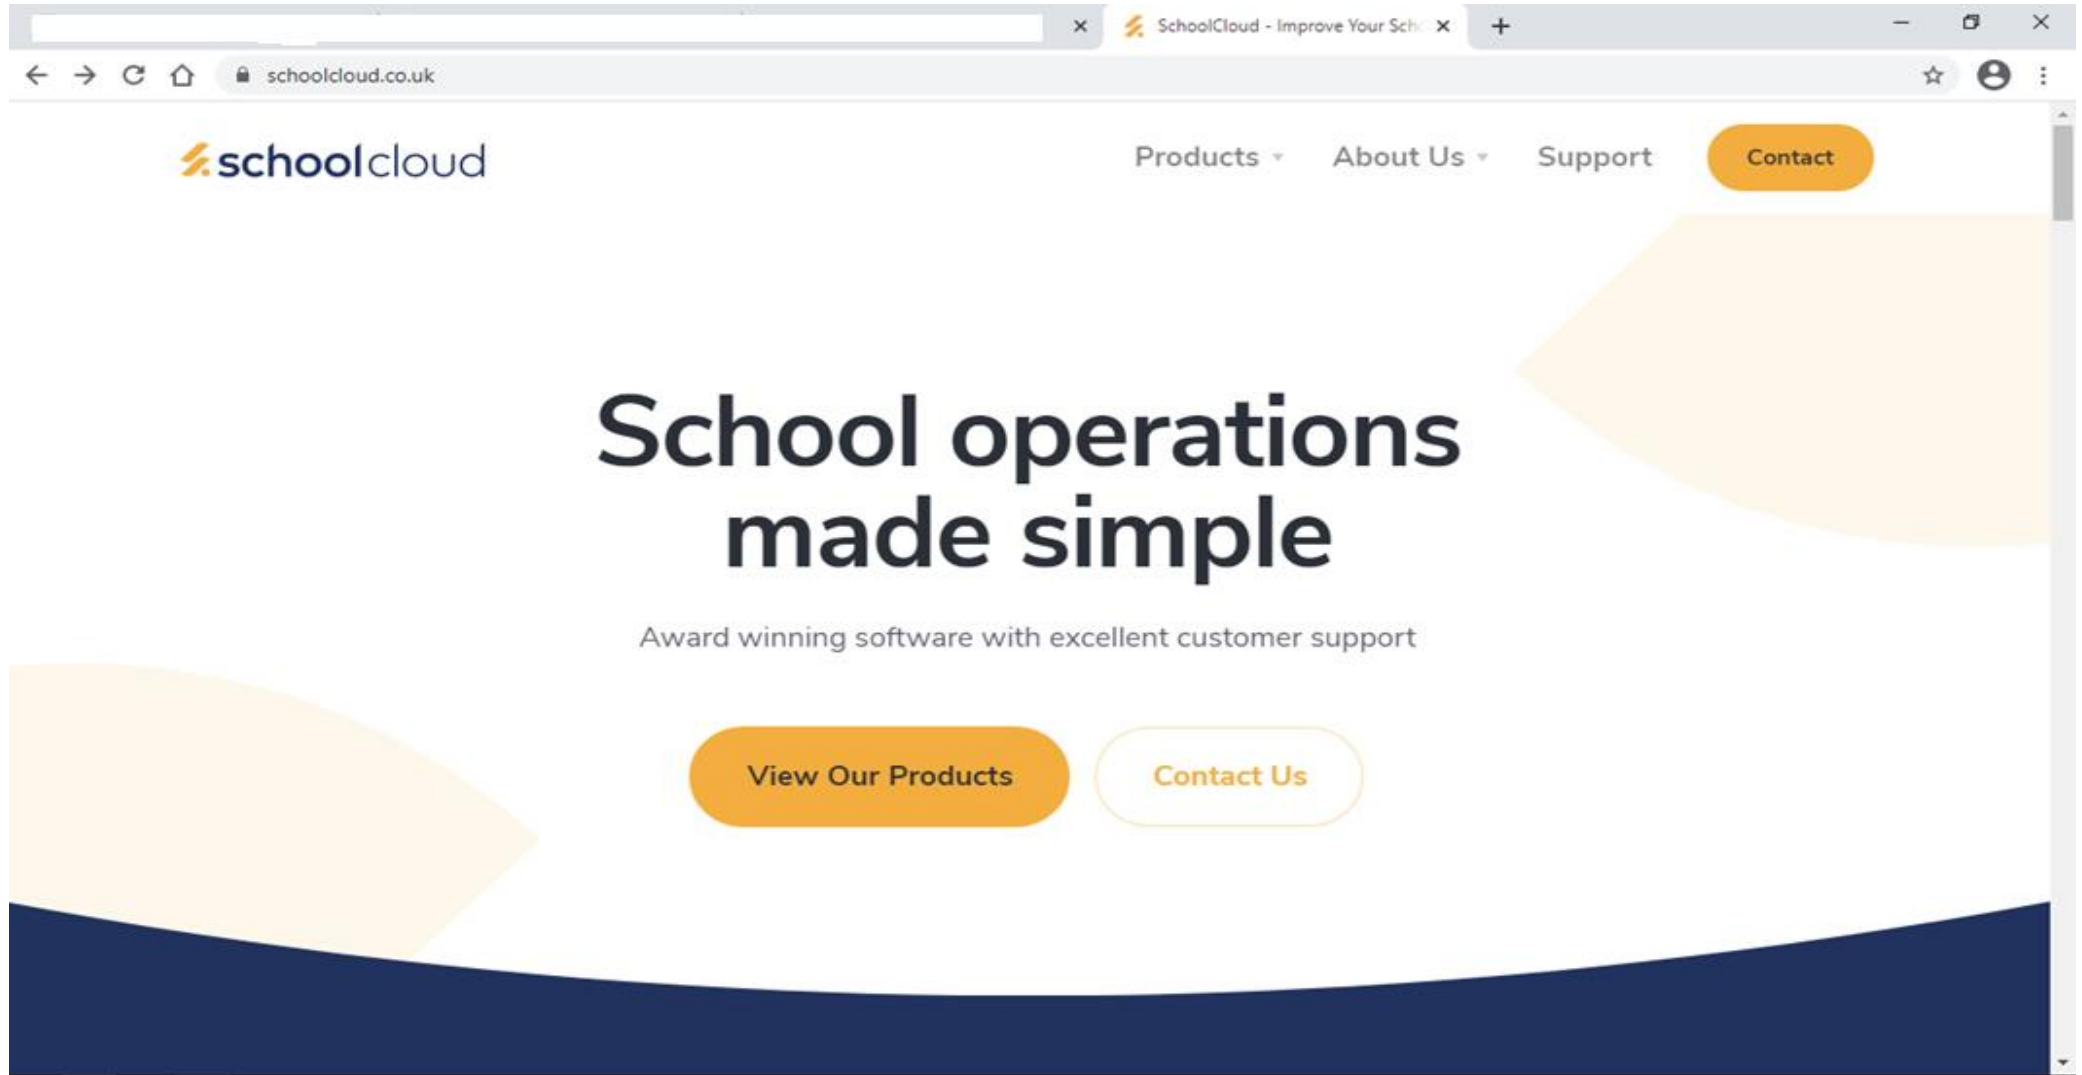 SchoolCloud - Improve Your Sch
schoolcloud.co.uk
schoolcloud
Products
About Us
Support
Contact
School operations
made simple
Award winning software with excellent customer support
View Our Products
Contact Us